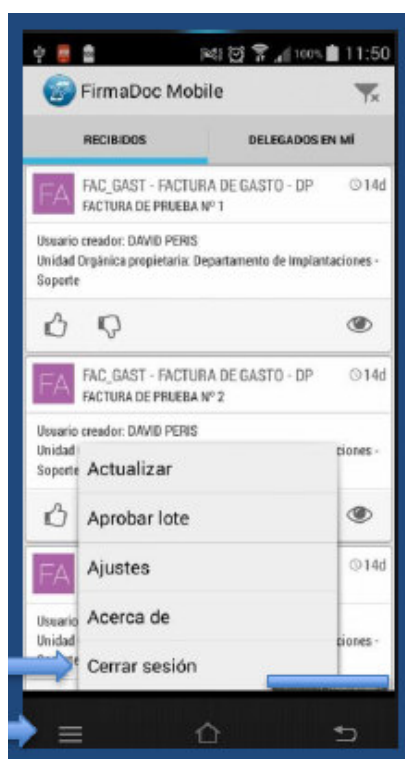 100% 11:50
FirmaDoc Mobile
RECIBIDOS DELEGADOS EN MÍ
FA FAC_GAST - FACTURA DE GASTO - DP 14d
FACTURA DE PRUEBA Nº 1
Usuario creador: DAVID PERIS
Unidad Orgánica propietaria: Departamento de Implantaciones -
Soporte
FA FAC_GAST - FACTURA DE GASTO - DP 14d
FACTURA DE PRUEBA Nº 2
Usuario creador: DAVID PERIS
Unidad ciones -
Soporte
Actualizar
Aprobar lote
FA Ajustes 14d
Usuario Acerca de
Unidad ciones -
Cerrar sesión